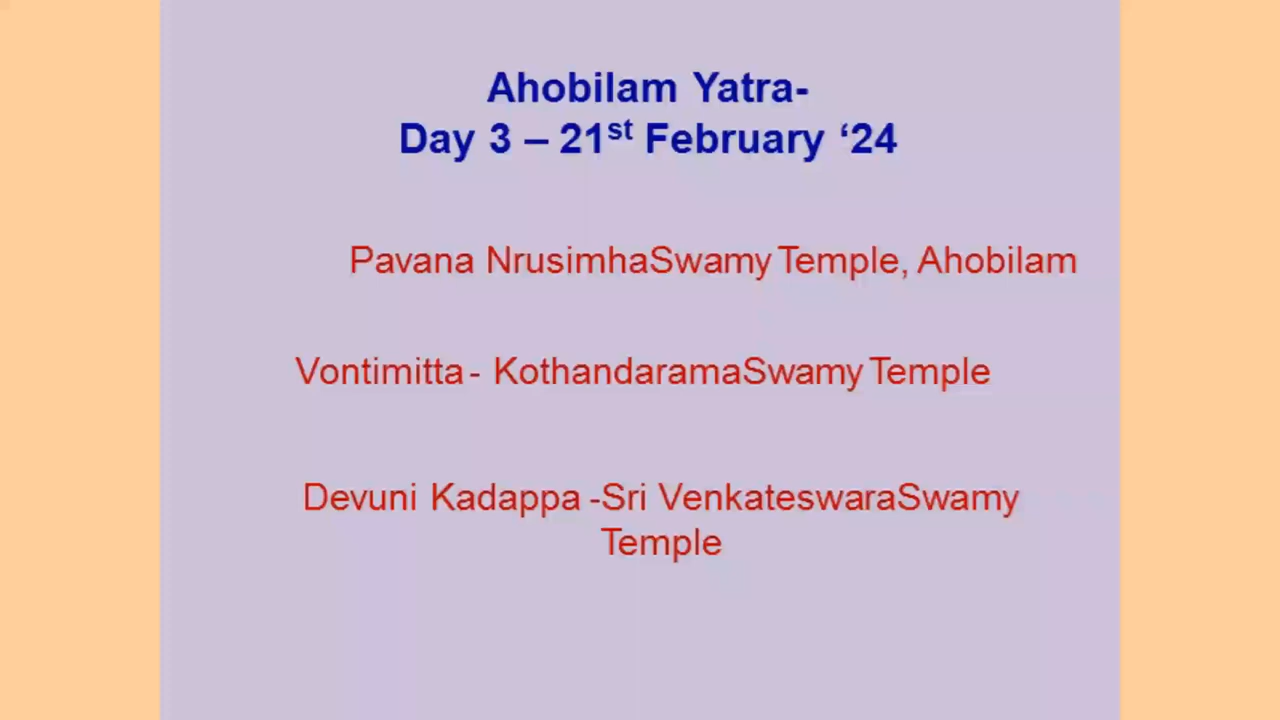 Ahobilam Yatra-
Day 3 – 21st February ‘24
Pavana NrusimhaSwamy Temple, Ahobilam
Vontimitta - KothandaramaSwamy Temple
Devuni Kadappa -Sri VenkateswaraSwamy
Temple